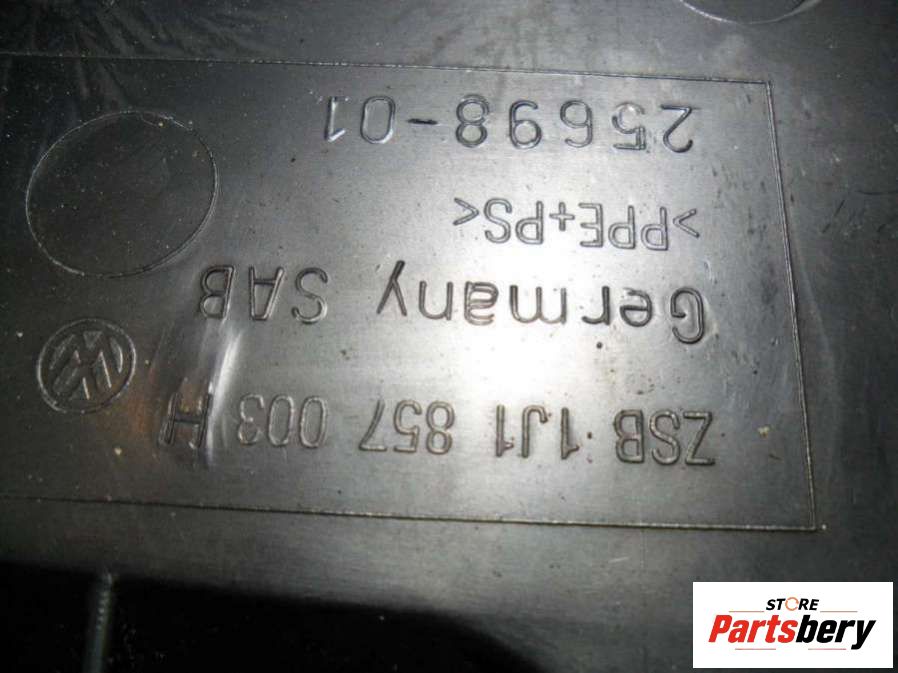 ZSB 1J1 857 003 H
Germany SAB
>PPE+PS<
25698-01
STORE
Partsbery